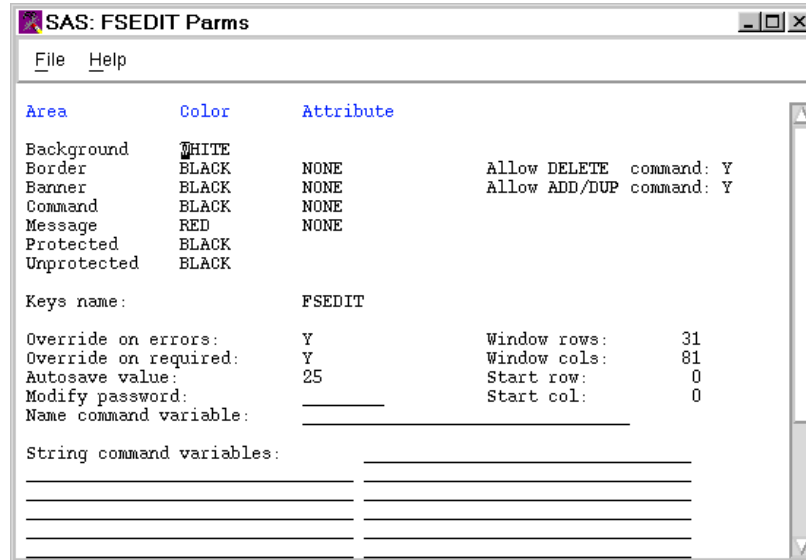 SAS: FSEDIT Parms
File Help
Area Color Attribute
Background WHITE
Border BLACK NONE Allow DELETE command: Y
Banner BLACK NONE Allow ADD/DUP command: Y
Command BLACK NONE
Message RED NONE
Protected BLACK
Unprotected BLACK
Keys name: FSEDIT
Override on errors: Y Window rows: 31
Override on required: Y Window cols: 81
Autosave value: 25 Start row: 0
Modify password: Start col: 0
Name command variable:
String command variables: